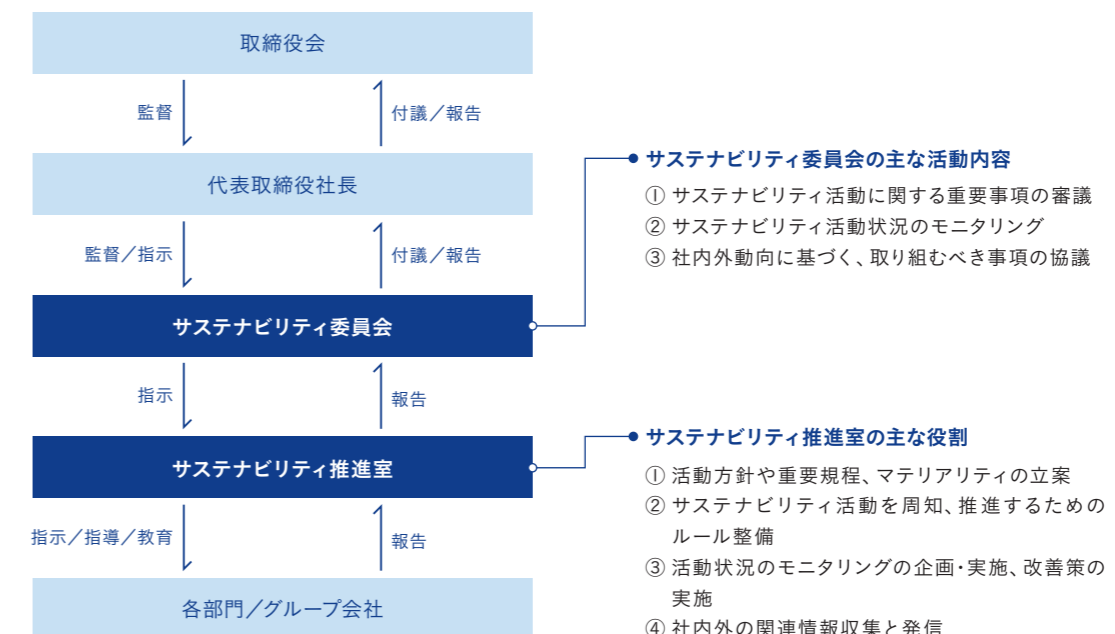 取締役会
監督
付議／報告
代表取締役社長
監督／指示
付議／報告
サステナビリティ委員会
指示
報告
サステナビリティ推進室
指示／指導／教育
報告
各部門／グループ会社
サステナビリティ委員会の主な活動内容
① サステナビリティ活動に関する重要事項の審議
② サステナビリティ活動状況のモニタリング
③ 社内外動向に基づく、取り組むべき事項の協議
サステナビリティ推進室の主な役割
① 活動方針や重要規程、マテリアリティの立案
② サステナビリティ活動を周知、推進するための
ルール整備
③ 活動状況のモニタリングの企画・実施、改善策の
実施
④ 社内外の関連情報収集と発信